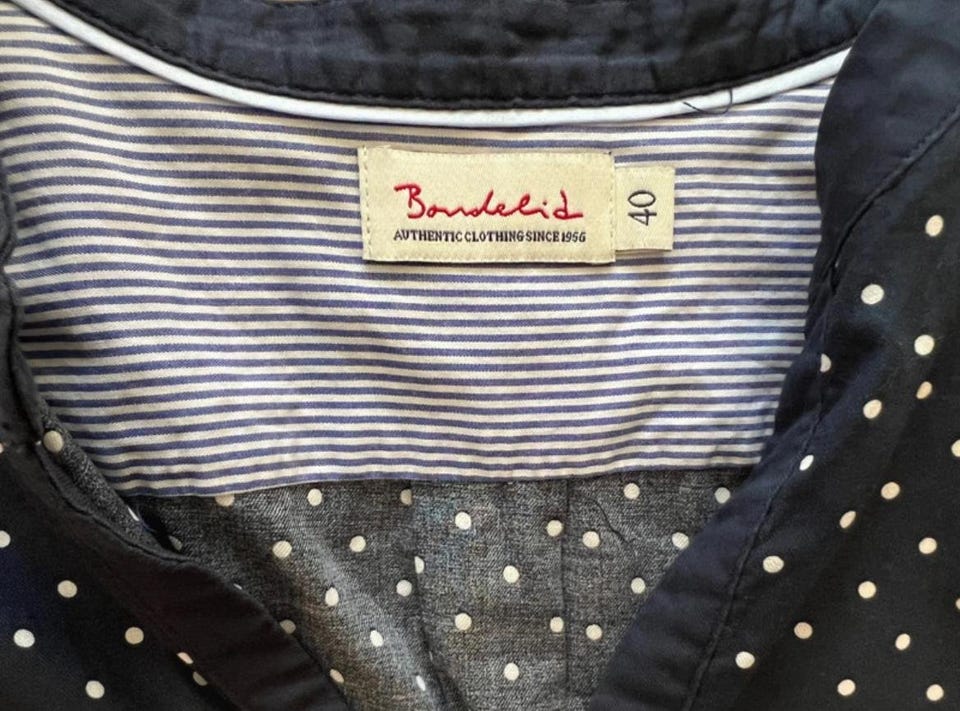 Bondelid
AUTHENTIC CLOTHING SINCE 1956
40